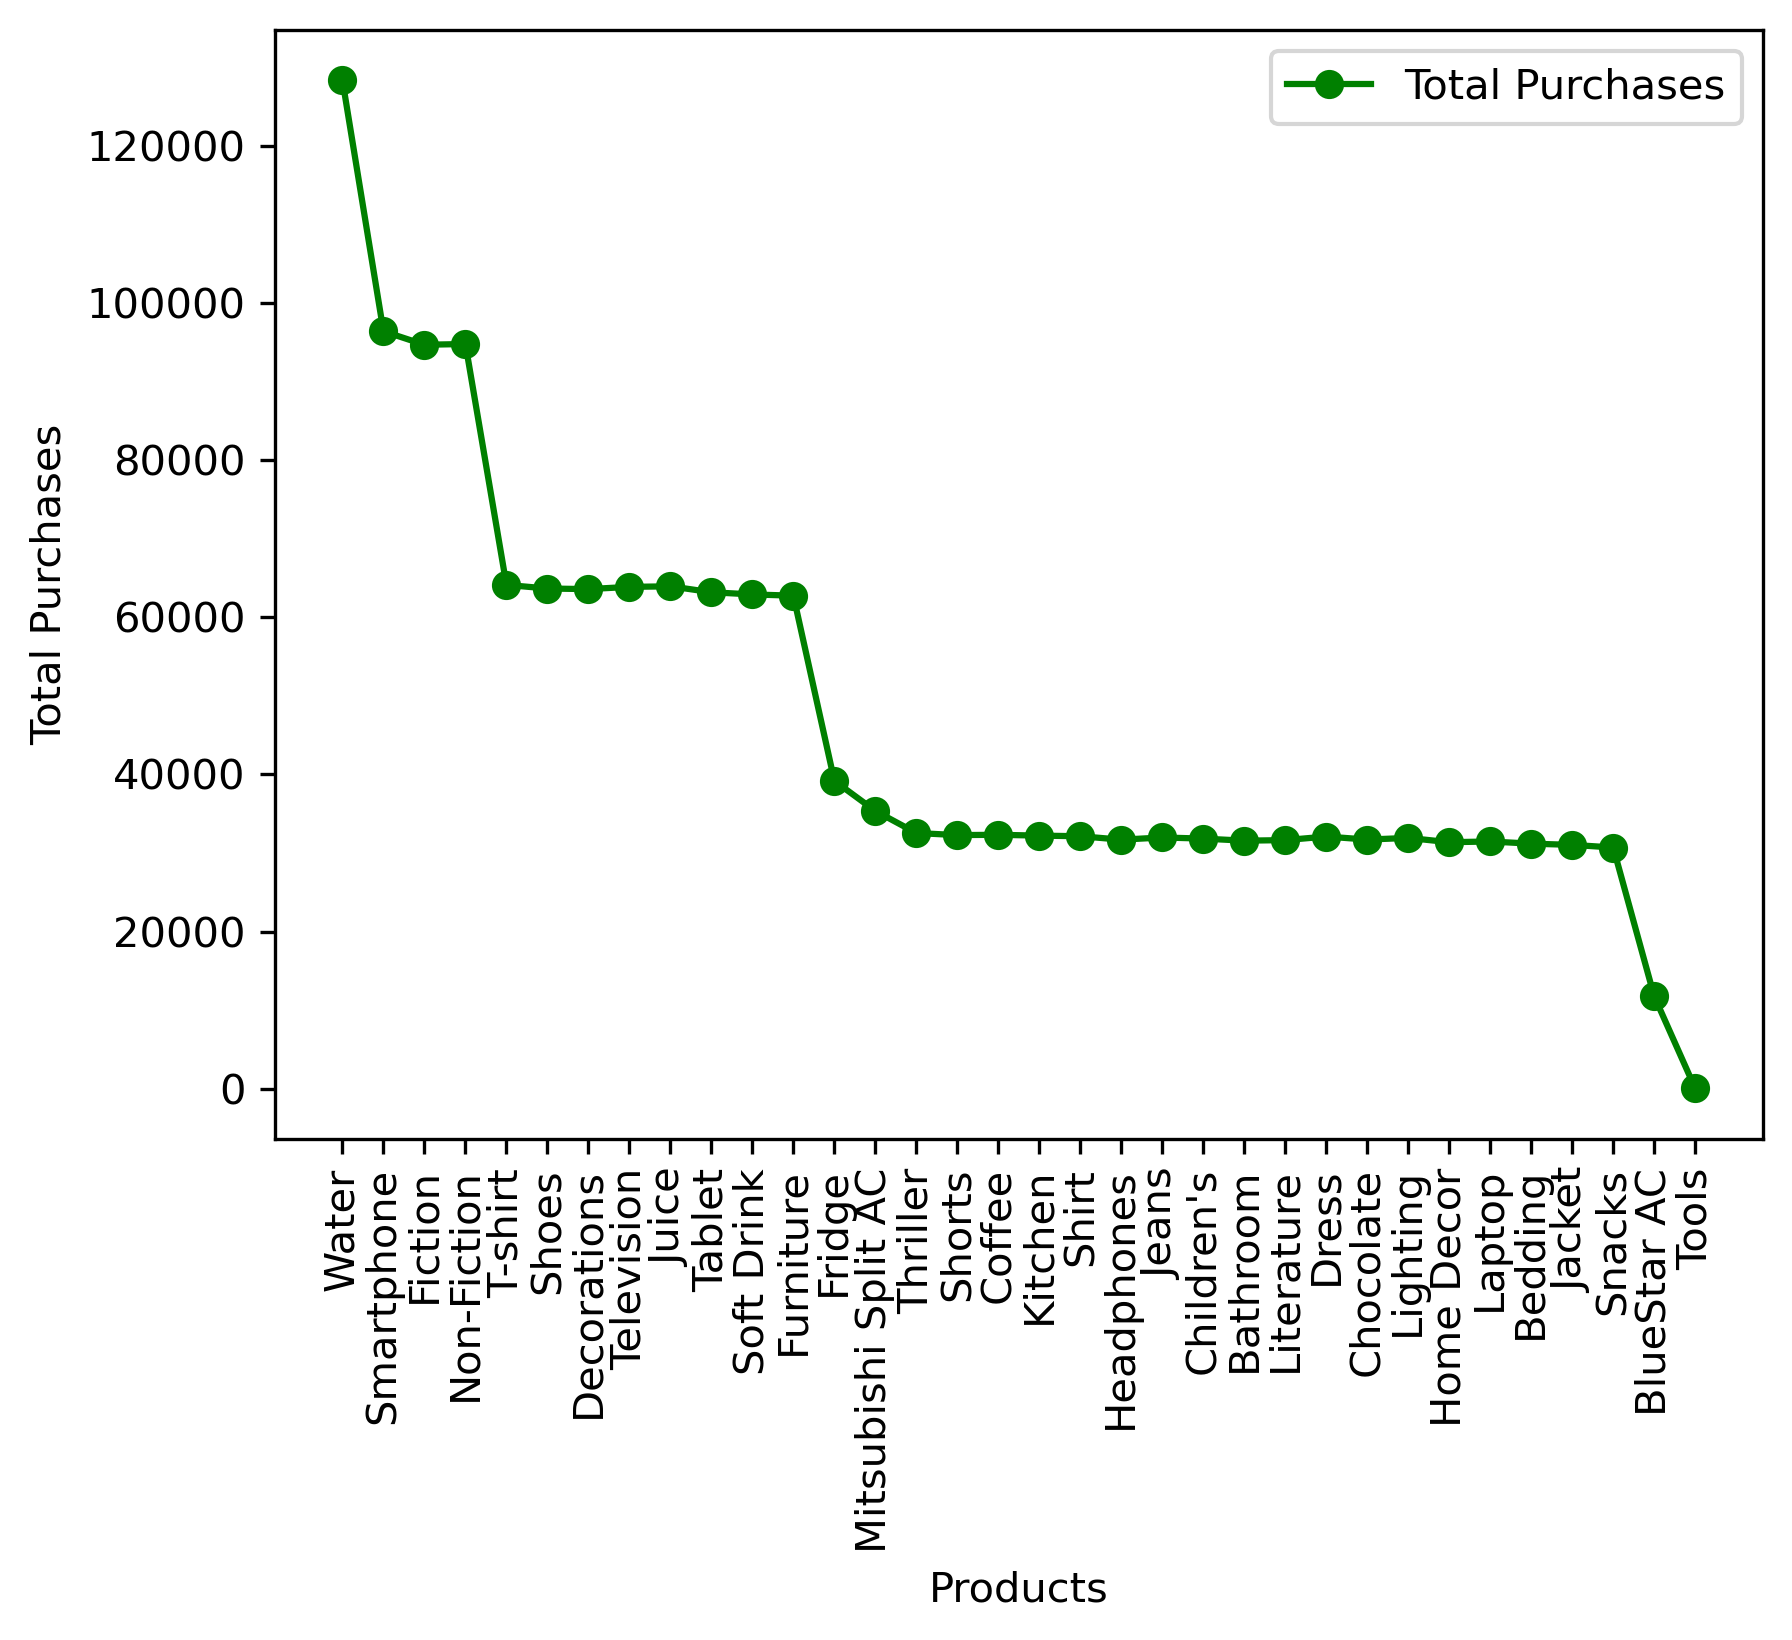 Total Purchases
120000
100000
80000
60000
40000
20000
0
Total Purchases
Water
Smartphone
Fiction
Non-Fiction
T-shirt
Shoes
Decorations
Television
Juice
Tablet
Soft Drink
Furniture
Fridge
Mitsubishi Split AC
Thriller
Shorts
Coffee
Kitchen
Shirt
Headphones
Jeans
Children's
Bathroom
Literature
Dress
Chocolate
Lighting
Home Decor
Laptop
Bedding
Jacket
Snacks
BlueStar AC
Tools
Products